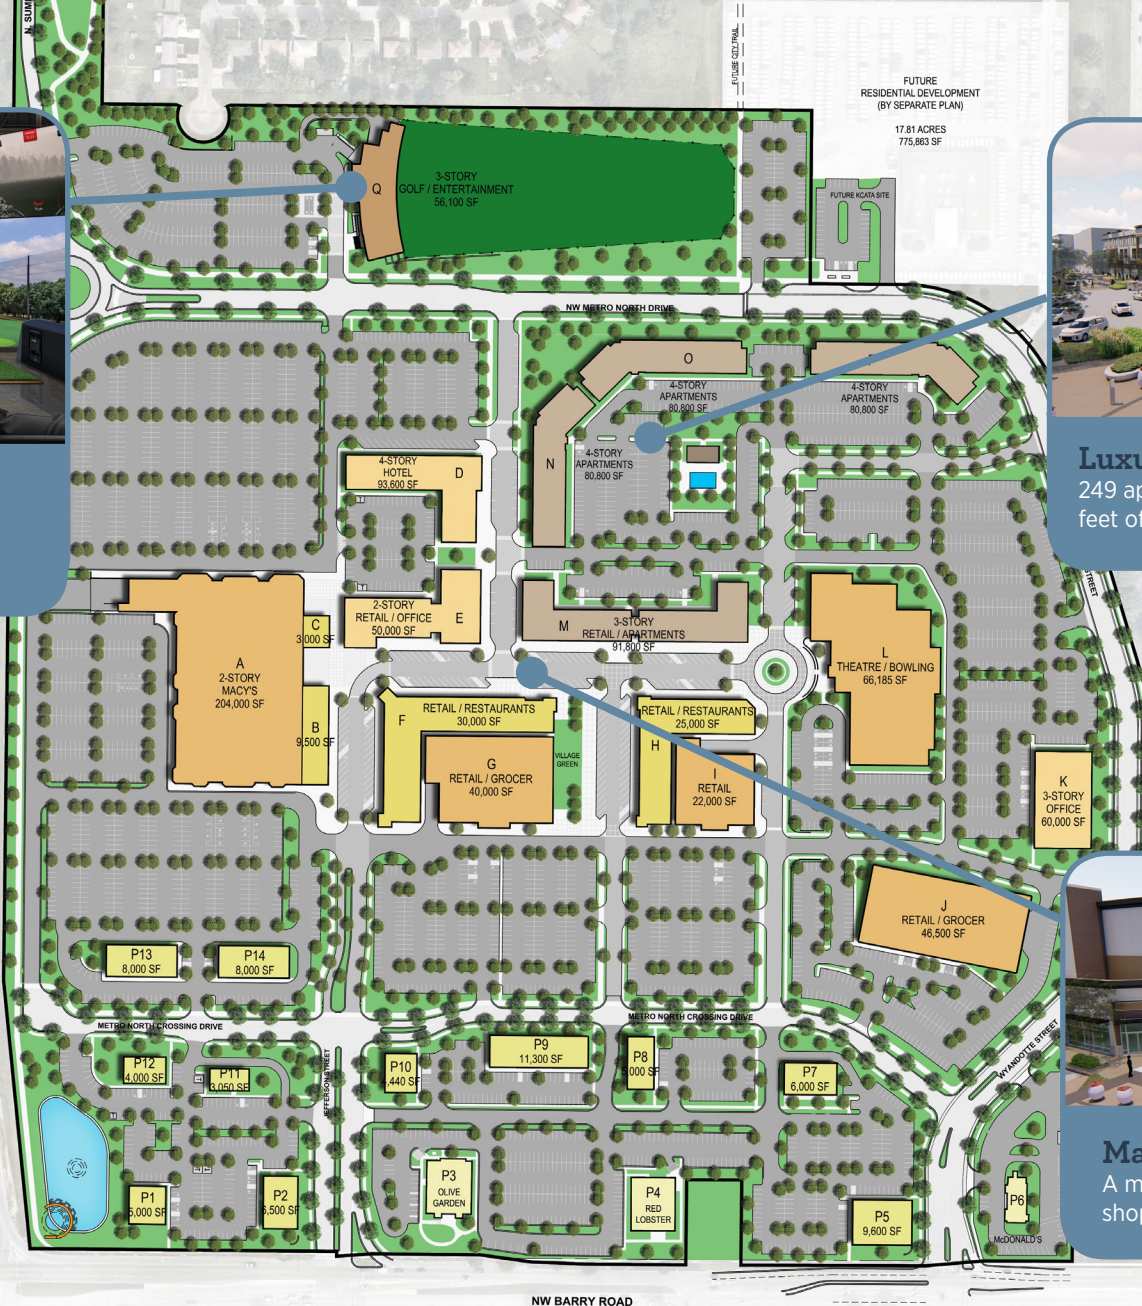 N. SUM
FUTURE CITY TRAIL
FUTURE
RESIDENTIAL DEVELOPMENT
(BY SEPARATE PLAN)
17.81 ACRES
775,863 SF
Q
3-STORY
GOLF / ENTERTAINMENT
56,100 SF
FUTURE KCATA SITE
NW METRO NORTH DRIVE
O
4-STORY
APARTMENTS
80,800 SF
4-STORY
APARTMENTS
80,800 SF
N
4-STORY
APARTMENTS
80,800 SF
Luxu
249 ap
feet of
4-STORY
HOTEL
93,600 SF
D
STREET
2-STORY
RETAIL / OFFICE
50,000 SF
E
C
3,000 SF
M
3-STORY
RETAIL / APARTMENTS
91,800 SF
A
2-STORY
MACY'S
204,000 SF
L
THEATRE / BOWLING
66,185 SF
B
9,500 SF
F
RETAIL / RESTAURANTS
30,000 SF
RETAIL / RESTAURANTS
25,000 SF
H
G
RETAIL / GROCER
40,000 SF
VILLAGE
GREEN
I
RETAIL
22,000 SF
K
3-STORY
OFFICE
60,000 SF
J
RETAIL / GROCER
46,500 SF
P13
8,000 SF
P14
8,000 SF
METRO NORTH CROSSING DRIVE
METRO NORTH CROSSING DRIVE
WYANDOTTE STREET
JEFFERSON STREET
P12
4,000 SF
P11
3,050 SF
P10
,440 SF
P9
11,300 SF
P8
000 SF
P7
6,000 SF
Ma
A m
shop
P1
5,000 SF
P2
6,500 SF
P3
OLIVE
GARDEN
P4
RED
LOBSTER
P5
9,600 SF
P6
McDONALD'S
NW BARRY ROAD